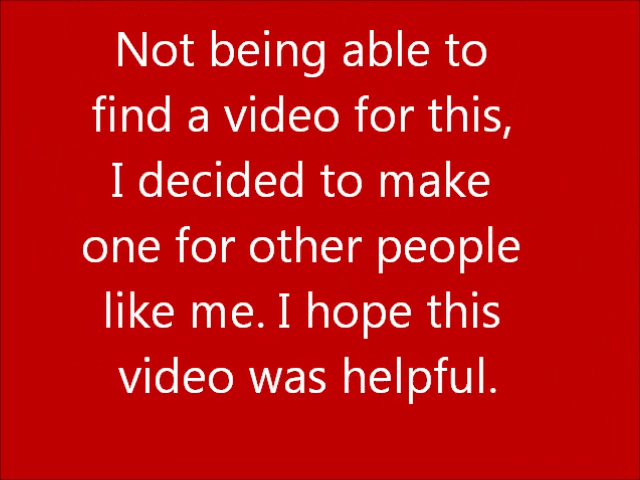 Not being able to
find a video for this,
I decided to make
one for other people
like me. I hope this
video was helpful.